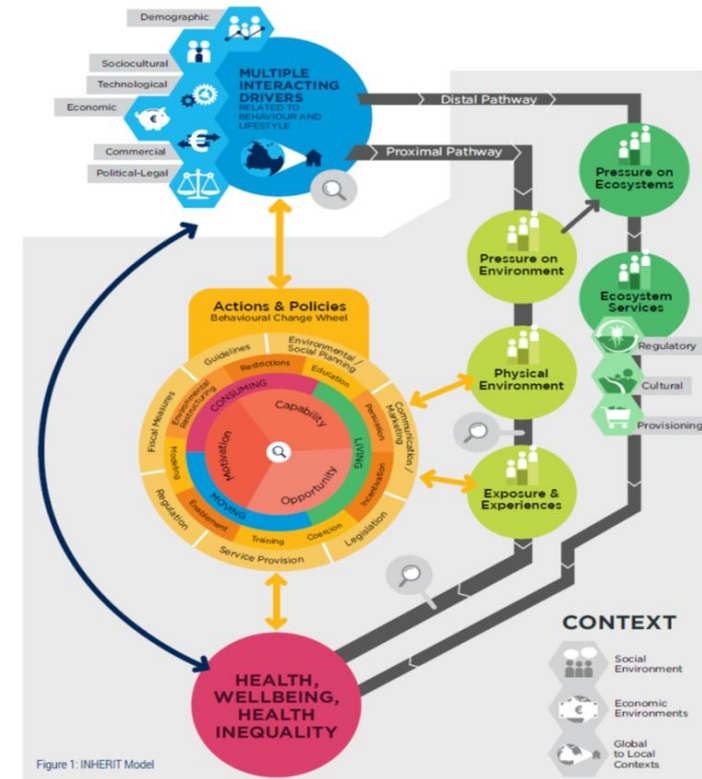 Demographic
Sociocultural
Technological
Economic
Commercial
Political-Legal
MULTIPLE
INTERACTING
DRIVERS
RELATED TO
BEHAVIOUR AND
LIFESTYLE
Distal Pathway
Proximal Pathway
Pressure on
Ecosystems
Pressure on
Environment
Ecosystem
Services
Regulatory
Cultural
Provisioning
Physical
Environment
Exposure &
Experiences
Actions & Policies
Behavioural Change Wheel
Guidelines
Environmental /
Social Planning
Communication /
Marketing
Legislation
Service Provision
Regulation
Fiscal Measures
Restrictions
Education
Persuasion
Incentivation
Coercion
Training
Enablement
Modeling
Environmental
Restructuring
CONSUMING
LIVING
MOVING
Capability
Opportunity
Motivation
HEALTH,
WELLBEING,
HEALTH
INEQUALITY
CONTEXT
Social
Environment
Economic
Environments
Global
to Local
Contexts
Figure 1: INHERIT Model